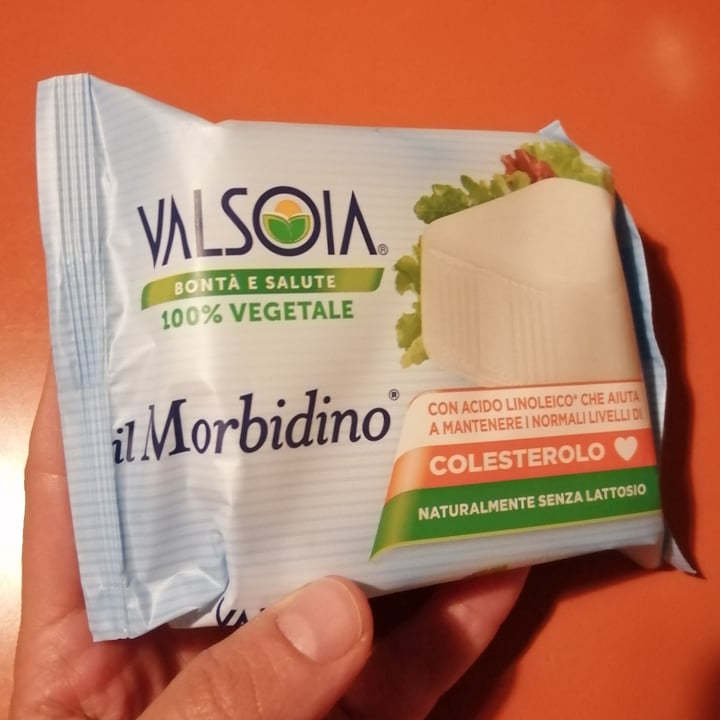 VALSOIA®
BONTÀ E SALUTE
100% VEGETALE
il Morbidino®
CON ACIDO LINOLEICO* CHE AIUTA
A MANTENERE I NORMALI LIVELLI DI
COLESTEROLO
NATURALMENTE SENZA LATTOSIO